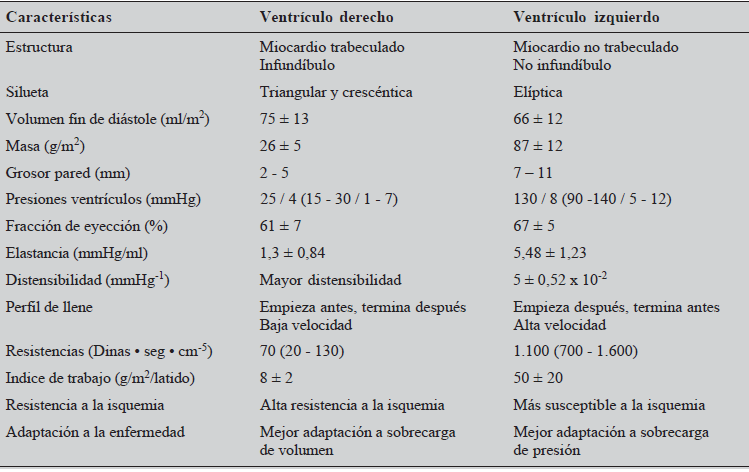 Características Ventrículo derecho Ventrículo izquierdo
Estructura Miocardio trabeculado Miocardio no trabeculado
Infundíbulo No infundíbulo
Silueta Triangular y crescéntica Elíptica
Volumen fin de diástole (ml/m²) 75 ± 13 66 ± 12
Masa (g/m²) 26 ± 5 87 ± 12
Grosor pared (mm) 2 - 5 7 – 11
Presiones ventrículos (mmHg) 25 / 4 (15 - 30 / 1 - 7) 130 / 8 (90 -140 / 5 - 12)
Fracción de eyección (%) 61 ± 7 67 ± 5
Elastancia (mmHg/ml) 1,3 ± 0,84 5,48 ± 1,23
Distensibilidad (mmHg⁻¹) Mayor distensibilidad 5 ± 0,52 x 10⁻²
Perfil de llene Empieza antes, termina después Empieza después, termina antes
Baja velocidad Alta velocidad
Resistencias (Dinas • seg • cm⁻⁵) 70 (20 - 130) 1.100 (700 - 1.600)
Indice de trabajo (g/m²/latido) 8 ± 2 50 ± 20
Resistencia a la isquemia Alta resistencia a la isquemia Más susceptible a la isquemia
Adaptación a la enfermedad Mejor adaptación a sobrecarga Mejor adaptación a sobrecarga
de volumen de presión